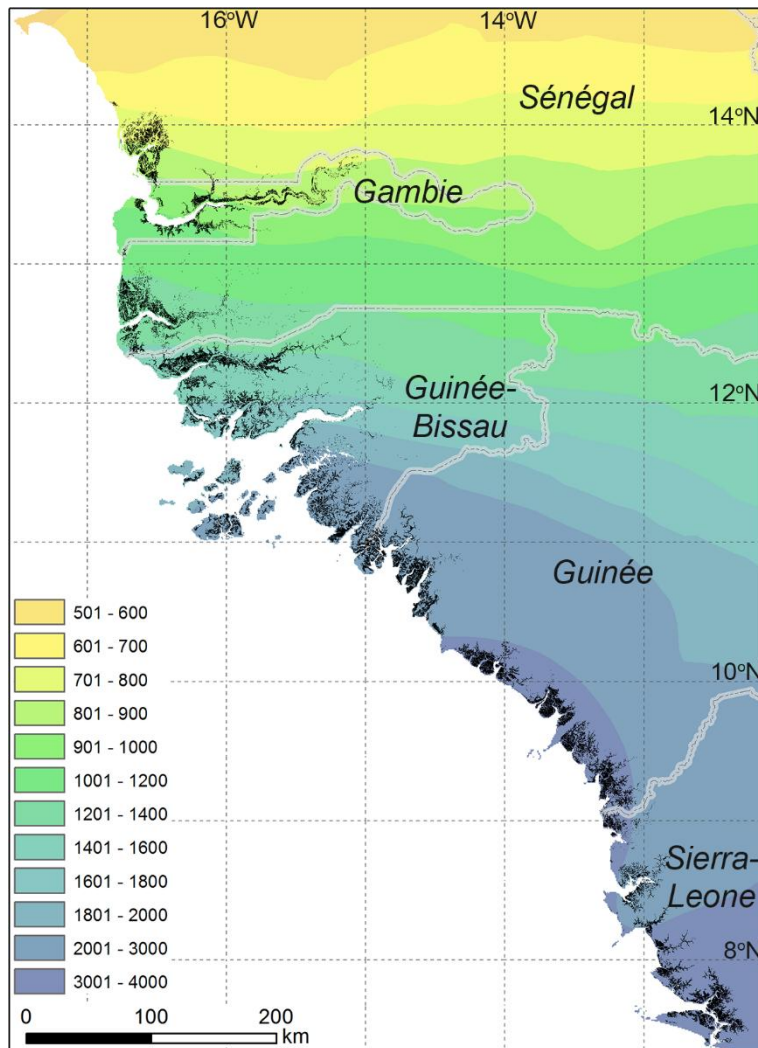 16°W
14°W
Sénégal
14°N
Gambie
12°N
Guinée-
Bissau
Guinée
501 - 600
601 - 700
701 - 800
801 - 900
901 - 1000
1001 - 1200
1201 - 1400
1401 - 1600
1601 - 1800
1801 - 2000
2001 - 3000
3001 - 4000
10°N
Sierra-
Leone
8°N
0 100 200
km